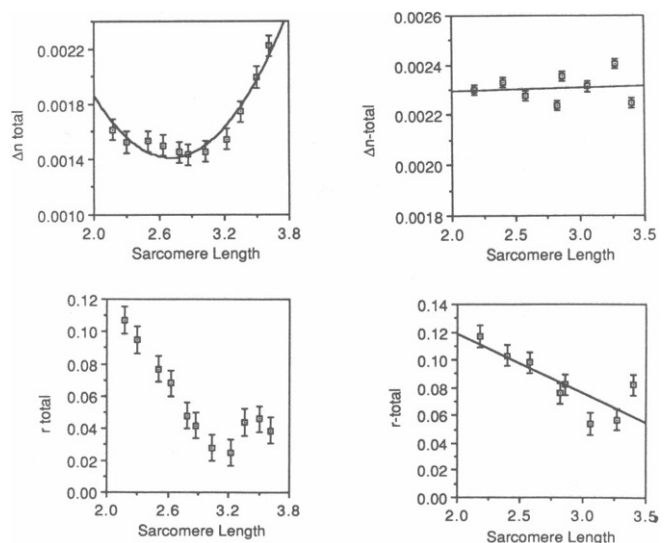 Δn total
0.0022
0.0018
0.0014
0.0010
2.0 2.6 3.2 3.8
Sarcomere Length
Δn-total
0.0026
0.0024
0.0022
0.0020
0.0018
2.0 2.5 3.0 3.5
Sarcomere Length
r total
0.12
0.10
0.08
0.06
0.04
0.02
0.00
2.0 2.6 3.2 3.8
Sarcomere Length
r-total
0.14
0.12
0.10
0.08
0.06
0.04
0.02
0.00
2.0 2.5 3.0 3.5
Sarcomere Length